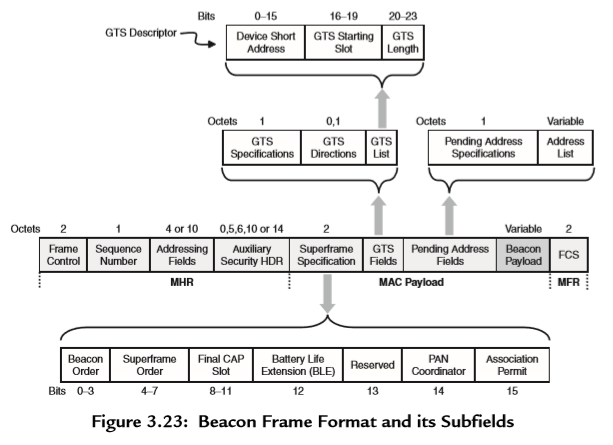 Bits 0–15 16–19 20–23
GTS Descriptor
Device Short Address GTS Starting Slot GTS Length
Octets 1 0,1
GTS Specifications GTS Directions GTS List
Octets 1 Variable
Pending Address Specifications Address List
Octets 2 1 4 or 10 0,5,6,10 or 14 2 Variable 2
Frame Control Sequence Number Addressing Fields Auxiliary Security HDR Superframe Specification GTS Fields Pending Address Fields Beacon Payload FCS
MHR MAC Payload MFR
Beacon Order Superframe Order Final CAP Slot Battery Life Extension (BLE) Reserved PAN Coordinator Association Permit
Bits 0–3 4–7 8–11 12 13 14 15
Figure 3.23: Beacon Frame Format and its Subfields